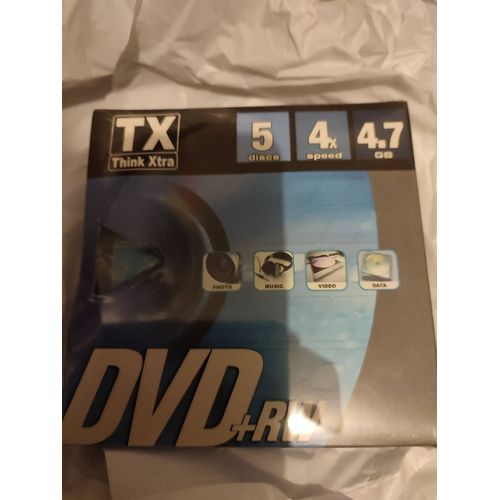 TX
Think Xtra
5
discs
4x
speed
4.7
GB
PHOTO
MUSIC
VIDEO
DATA
DVD+RW